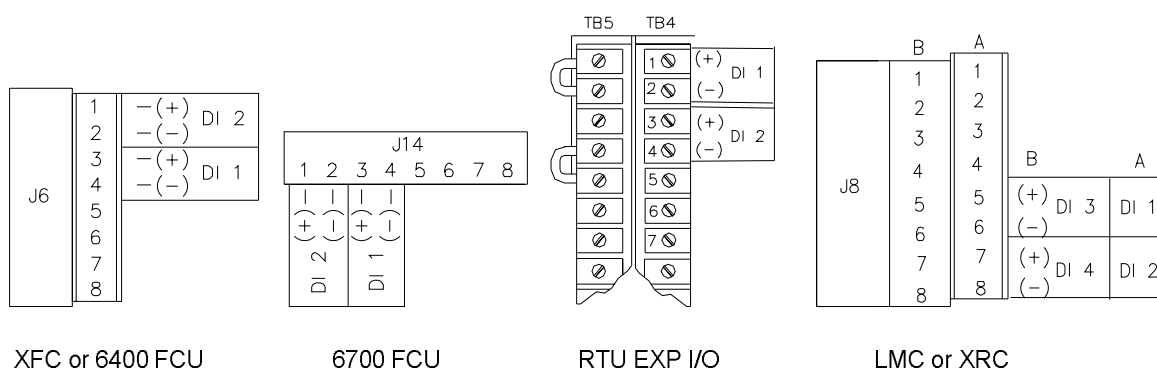 J6
1
2
3
4
5
6
7
8
(+) DI 2
(-)
(+) DI 1
(-)
XFC or 6400 FCU
J14
1 2 3 4 5 6 7 8
(+) (-) (+) (-)
DI 2 DI 1
6700 FCU
TB5 TB4
1
2
3
4
5
6
7
(+) DI 1
(-)
(+) DI 2
(-)
RTU EXP I/O
J8
B
1
2
3
4
5
6
7
8
A
1
2
3
4
5
6
7
8
B A
(+) DI 3 DI 1
(-)
(+) DI 4 DI 2
(-)
LMC or XRC